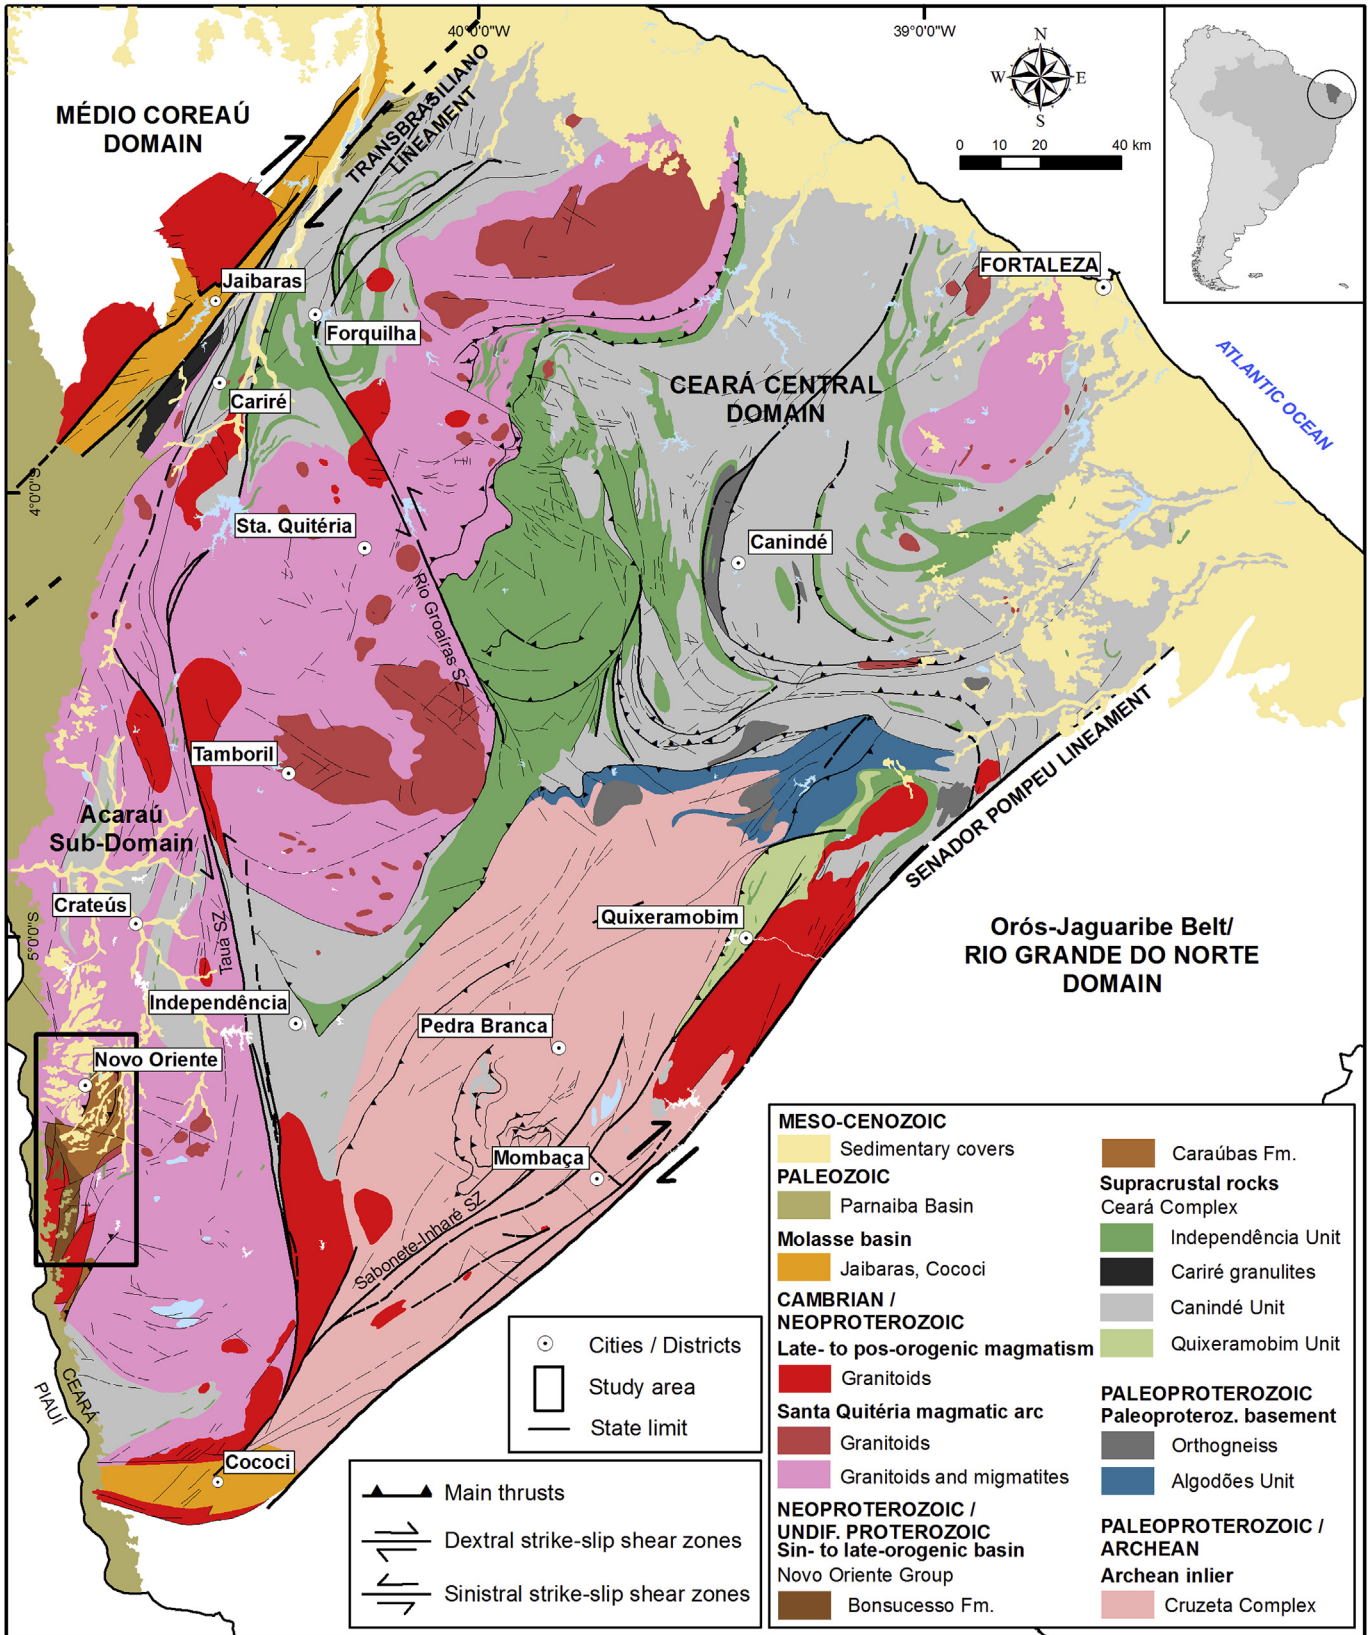 40°0'0"W
39°0'0"W
N
W
E
S
0 10 20 40 km
MÉDIO COREAÚ
DOMAIN
TRANSBRASILIANO
LINEAMENT
Jaibaras
Forquilha
Cariré
FORTALEZA
ATLANTIC OCEAN
CEARÁ CENTRAL
DOMAIN
4°0'0"S
Sta. Quitéria
Canindé
Rio Groaíras SZ
Tamboril
SENADOR POMPEU LINEAMENT
Acaraú
Sub-Domain
Crateús
Quixeramobim
Orós-Jaguaribe Belt/
RIO GRANDE DO NORTE
DOMAIN
5°0'0"S
Taua SZ
Independência
Pedra Branca
Novo Oriente
Mombaça
Sabonete-Inharé SZ
CEARÁ
PIAUÍ
Cococi
Cities / Districts
Study area
State limit
Main thrusts
Dextral strike-slip shear zones
Sinistral strike-slip shear zones
MESO-CENOZOIC
Sedimentary covers
PALEOZOIC
Parnaiba Basin
Molasse basin
Jaibaras, Cococi
CAMBRIAN /
NEOPROTEROZOIC
Late- to pos-orogenic magmatism
Granitoids
Santa Quitéria magmatic arc
Granitoids
Granitoids and migmatites
NEOPROTEROZOIC /
UNDIF. PROTEROZOIC
Sin- to late-orogenic basin
Novo Oriente Group
Bonsucesso Fm.
Caraúbas Fm.
Supracrustal rocks
Ceará Complex
Independência Unit
Cariré granulites
Canindé Unit
Quixeramobim Unit
PALEOPROTEROZOIC
Paleoproteroz. basement
Orthogneiss
Algodões Unit
PALEOPROTEROZOIC /
ARCHEAN
Archean inlier
Cruzeta Complex